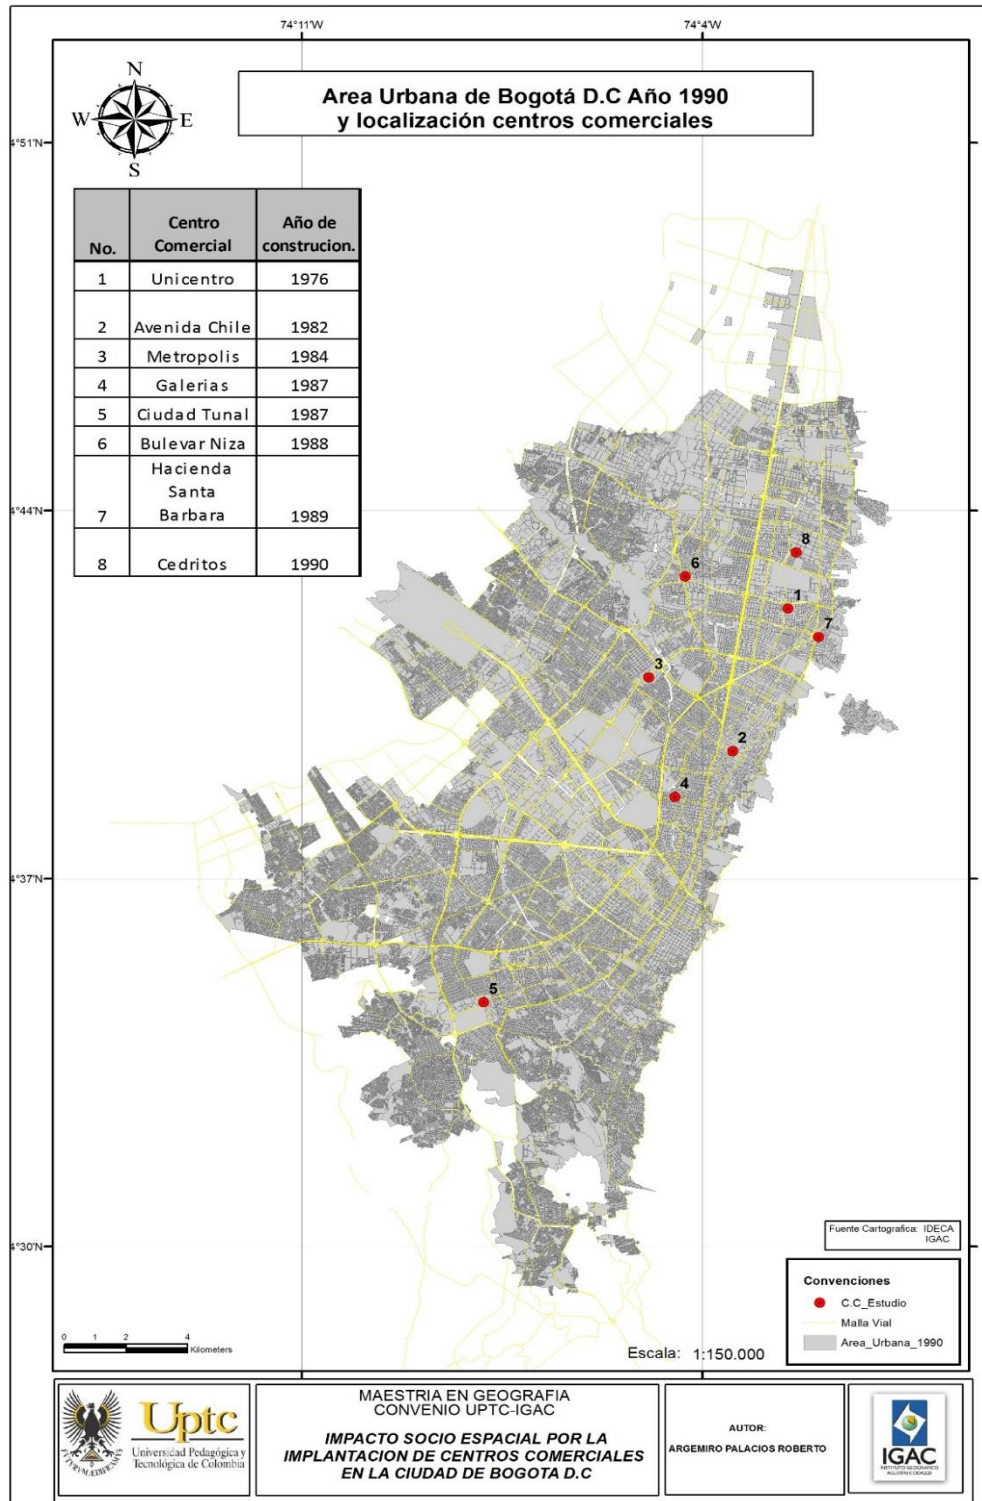 74°11'W 74°4'W
N
W E
S
Area Urbana de Bogotá D.C Año 1990
y localización centros comerciales
4°51'N
No. Centro Comercial Año de construcion.
1 Unicentro 1976
2 Avenida Chile 1982
3 Metropolis 1984
4 Galerias 1987
5 Ciudad Tunal 1987
6 Bulevar Niza 1988
7 Hacienda Santa Barbara 1989
8 Cedritos 1990
4°44'N
8
6
1
7
3
2
4
4°37'N
5
4°30'N
Fuente Cartografica: IDECA
IGAC
Convenciones
C.C_Estudio
Malla Vial
Area_Urbana_1990
0 1 2 4
Kilometers
Escala: 1:150.000
Uptc
Universidad Pedagógica y
Tecnológica de Colombia
MAESTRIA EN GEOGRAFIA
CONVENIO UPTC-IGAC
IMPACTO SOCIO ESPACIAL POR LA
IMPLANTACION DE CENTROS COMERCIALES
EN LA CIUDAD DE BOGOTA D.C
AUTOR:
ARGEMIRO PALACIOS ROBERTO
IGAC
INSTITUTO GEOGRAFICO
AGUSTIN CODAZZI